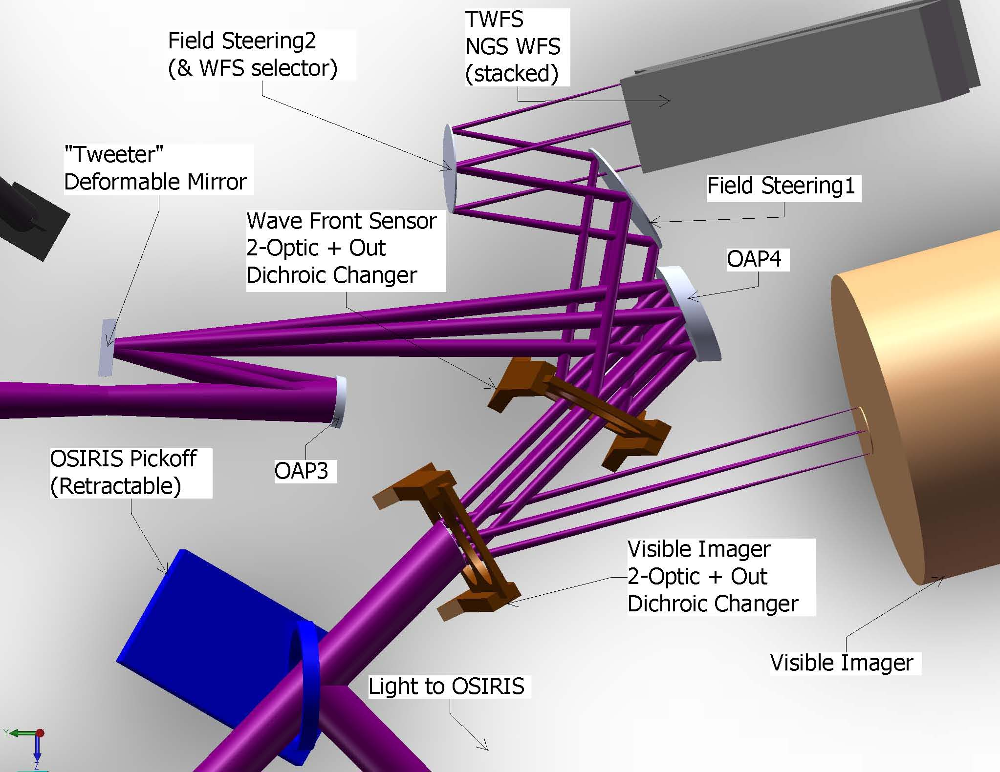 TWFS
NGS WFS
(stacked)
Field Steering2
(& WFS selector)
"Tweeter"
Deformable Mirror
Field Steering1
Wave Front Sensor
2-Optic + Out
Dichroic Changer
OAP4
OSIRIS Pickoff
(Retractable)
OAP3
Visible Imager
2-Optic + Out
Dichroic Changer
Visible Imager
Light to OSIRIS
Y
Z